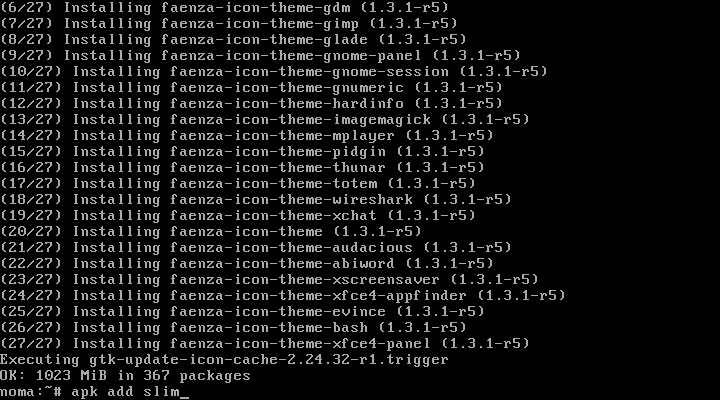 (6/27) Installing faenza-icon-theme-gdm (1.3.1-r5)
(7/27) Installing faenza-icon-theme-gimp (1.3.1-r5)
(8/27) Installing faenza-icon-theme-glade (1.3.1-r5)
(9/27) Installing faenza-icon-theme-gnome-panel (1.3.1-r5)
(10/27) Installing faenza-icon-theme-gnome-session (1.3.1-r5)
(11/27) Installing faenza-icon-theme-gnumeric (1.3.1-r5)
(12/27) Installing faenza-icon-theme-hardinfo (1.3.1-r5)
(13/27) Installing faenza-icon-theme-imagemagick (1.3.1-r5)
(14/27) Installing faenza-icon-theme-mplayer (1.3.1-r5)
(15/27) Installing faenza-icon-theme-pidgin (1.3.1-r5)
(16/27) Installing faenza-icon-theme-thunar (1.3.1-r5)
(17/27) Installing faenza-icon-theme-totem (1.3.1-r5)
(18/27) Installing faenza-icon-theme-wireshark (1.3.1-r5)
(19/27) Installing faenza-icon-theme-xchat (1.3.1-r5)
(20/27) Installing faenza-icon-theme (1.3.1-r5)
(21/27) Installing faenza-icon-theme-audacious (1.3.1-r5)
(22/27) Installing faenza-icon-theme-abiword (1.3.1-r5)
(23/27) Installing faenza-icon-theme-xscreensaver (1.3.1-r5)
(24/27) Installing faenza-icon-theme-xfce4-appfinder (1.3.1-r5)
(25/27) Installing faenza-icon-theme-evince (1.3.1-r5)
(26/27) Installing faenza-icon-theme-bash (1.3.1-r5)
(27/27) Installing faenza-icon-theme-xfce4-panel (1.3.1-r5)
Executing gtk-update-icon-cache-2.24.32-r1.trigger
OK: 1023 MiB in 367 packages
noma:~# apk add slim_